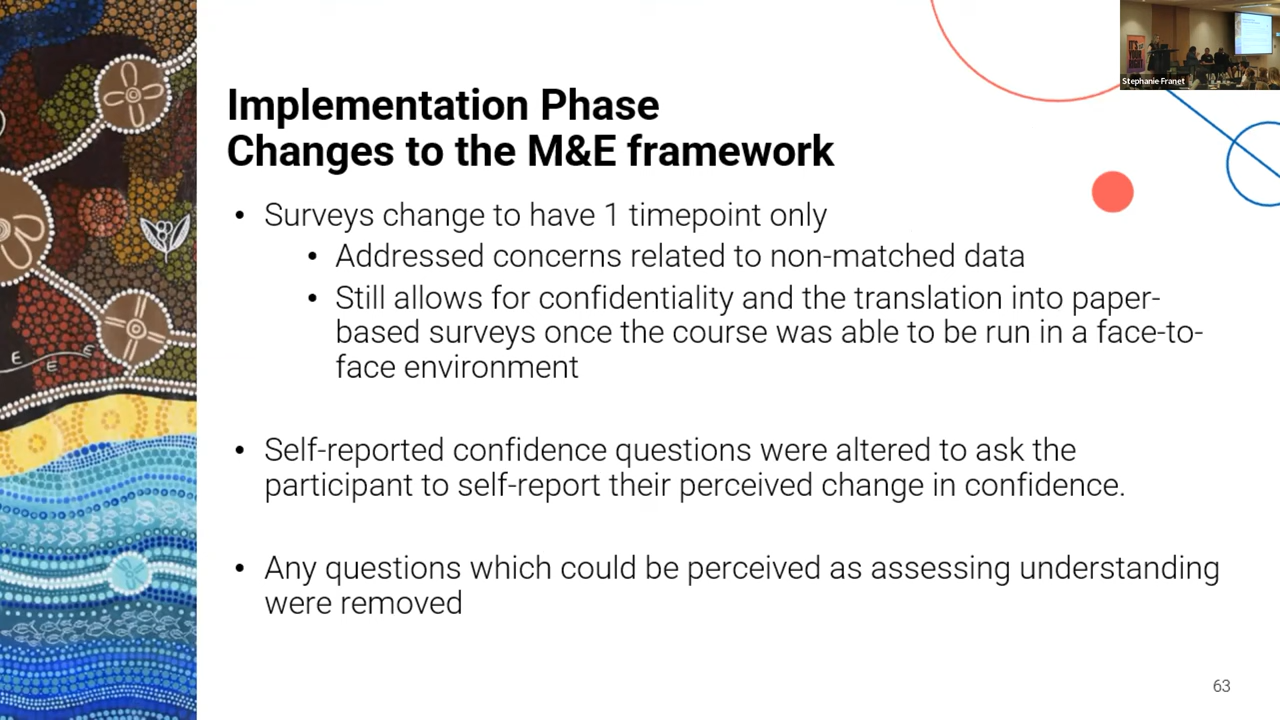 Stephanie Franet
Implementation Phase
Changes to the M&E framework
• Surveys change to have 1 timepoint only
• Addressed concerns related to non-matched data
• Still allows for confidentiality and the translation into paper-
based surveys once the course was able to be run in a face-to-
face environment
• Self-reported confidence questions were altered to ask the
participant to self-report their perceived change in confidence.
• Any questions which could be perceived as assessing understanding
were removed
63